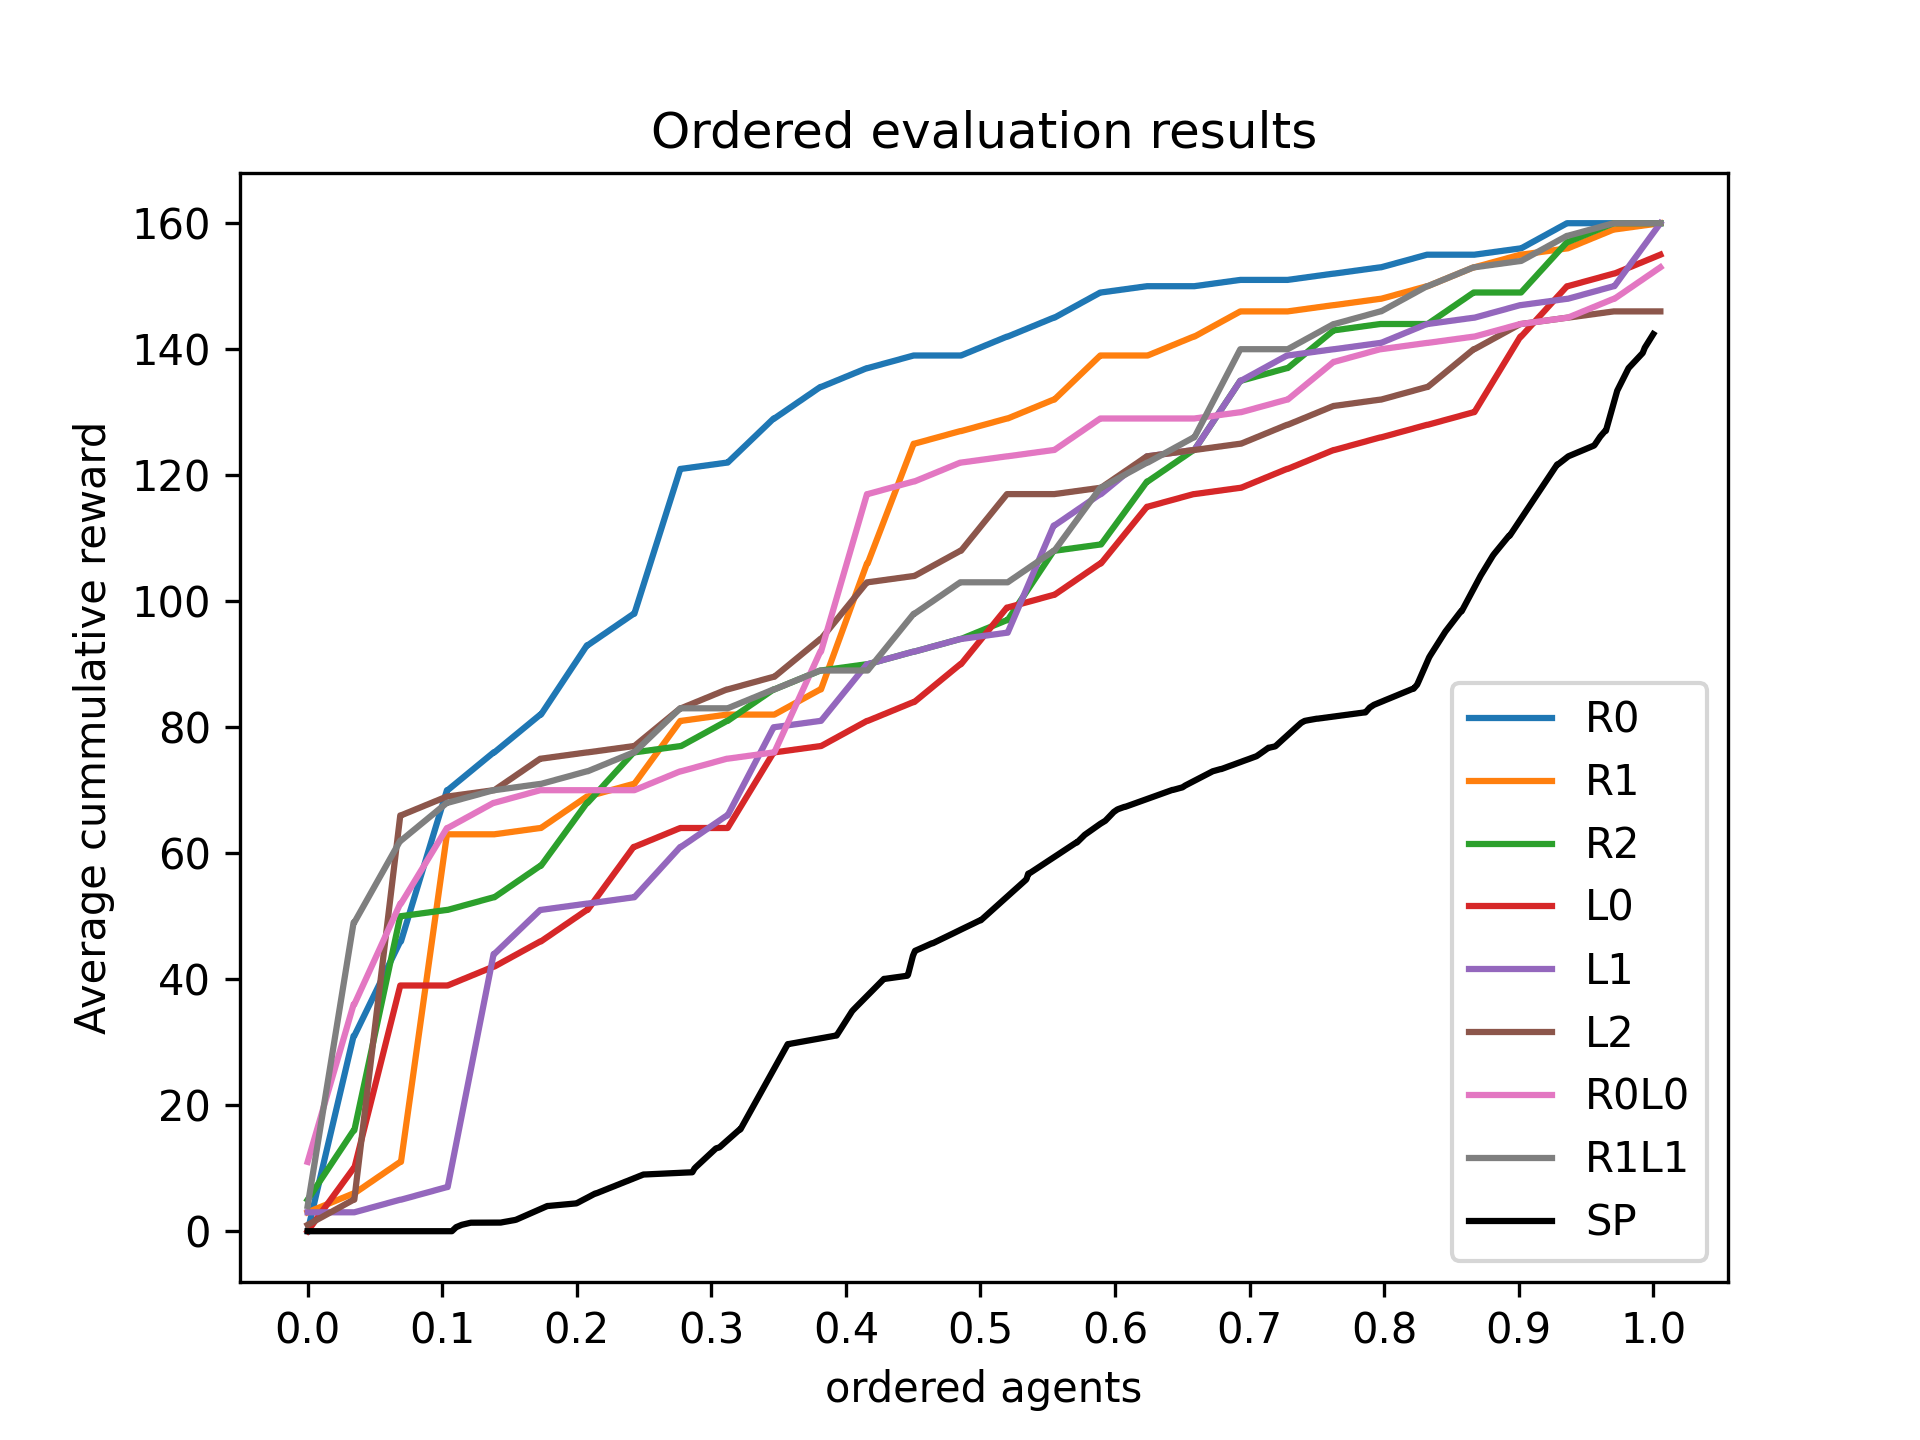 Ordered evaluation results
Average cummulative reward
160
140
120
100
80
60
40
20
0
0.0 0.1 0.2 0.3 0.4 0.5 0.6 0.7 0.8 0.9 1.0
ordered agents
R0
R1
R2
L0
L1
L2
R0L0
R1L1
SP